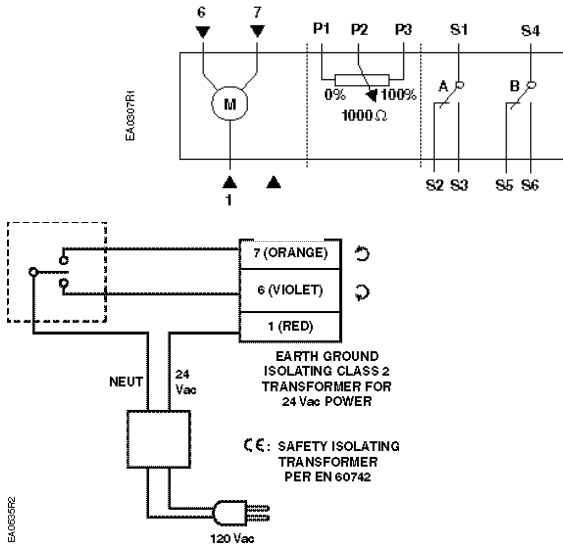 6 7 P1 P2 P3 S1 S4
M
0% 100%
1000 Ω
A B
EA0307R1
1
S2 S3 S5 S6
7 (ORANGE)
6 (VIOLET)
1 (RED)
NEUT
24
Vac
EARTH GROUND
ISOLATING CLASS 2
TRANSFORMER FOR
24 Vac POWER
CE: SAFETY ISOLATING
TRANSFORMER
PER EN 60742
120 Vac
EA0635R2